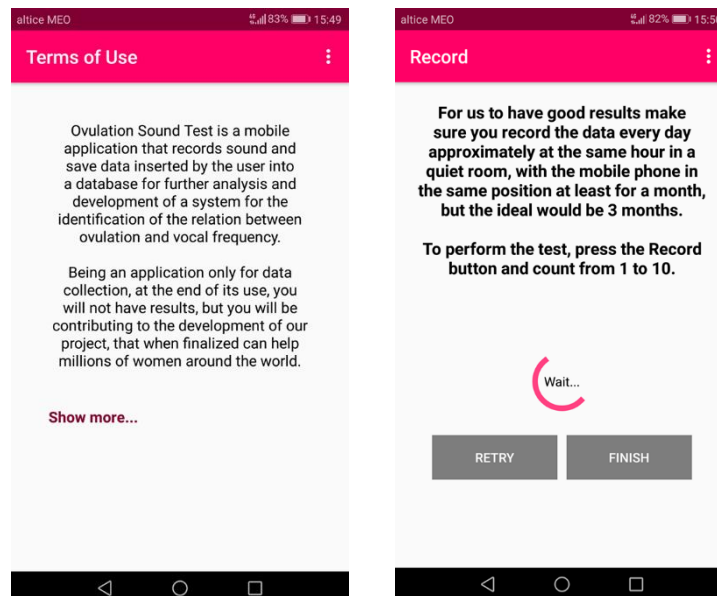 altice MEO 83% 15:49
Terms of Use
Ovulation Sound Test is a mobile
application that records sound and
save data inserted by the user into
a database for further analysis and
development of a system for the
identification of the relation between
ovulation and vocal frequency.
Being an application only for data
collection, at the end of its use, you
will not have results, but you will be
contributing to the development of our
project, that when finalized can help
millions of women around the world.
Show more...
altice MEO 82%
Record
For us to have good results make
sure you record the data every day
approximately at the same hour in a
quiet room, with the mobile phone in
the same position at least for a month,
but the ideal would be 3 months.
To perform the test, press the Record
button and count from 1 to 10.
Wait...
RETRY FINISH